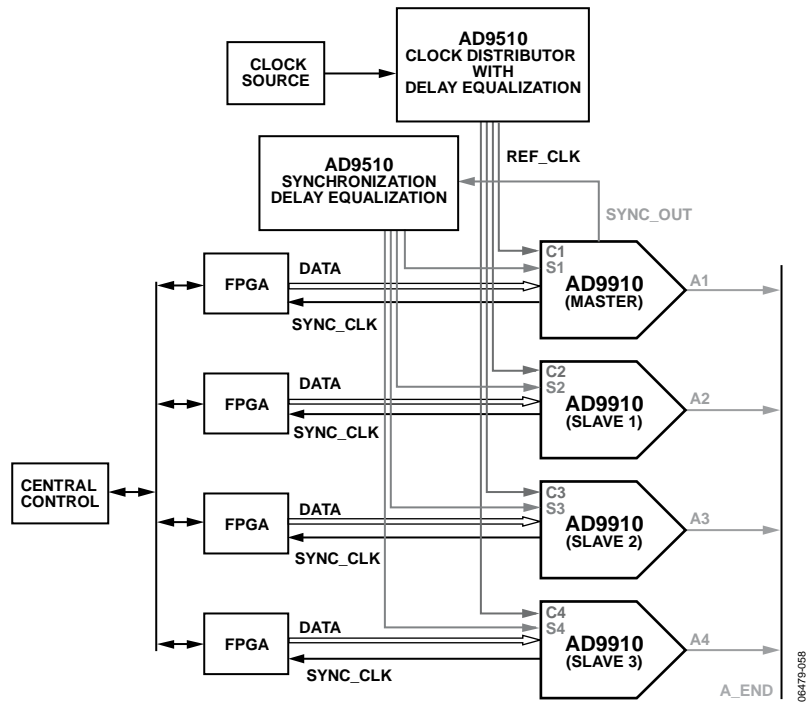 AD9510
CLOCK DISTRIBUTOR
WITH
DELAY EQUALIZATION
CLOCK
SOURCE
REF_CLK
AD9510
SYNCHRONIZATION
DELAY EQUALIZATION
SYNC_OUT
C1
S1
FPGA
DATA
SYNC_CLK
AD9910
(MASTER)
A1
C2
S2
FPGA
DATA
SYNC_CLK
AD9910
(SLAVE 1)
A2
CENTRAL
CONTROL
C3
S3
FPGA
DATA
SYNC_CLK
AD9910
(SLAVE 2)
A3
C4
S4
FPGA
DATA
SYNC_CLK
AD9910
(SLAVE 3)
A4
A_END
06479-058